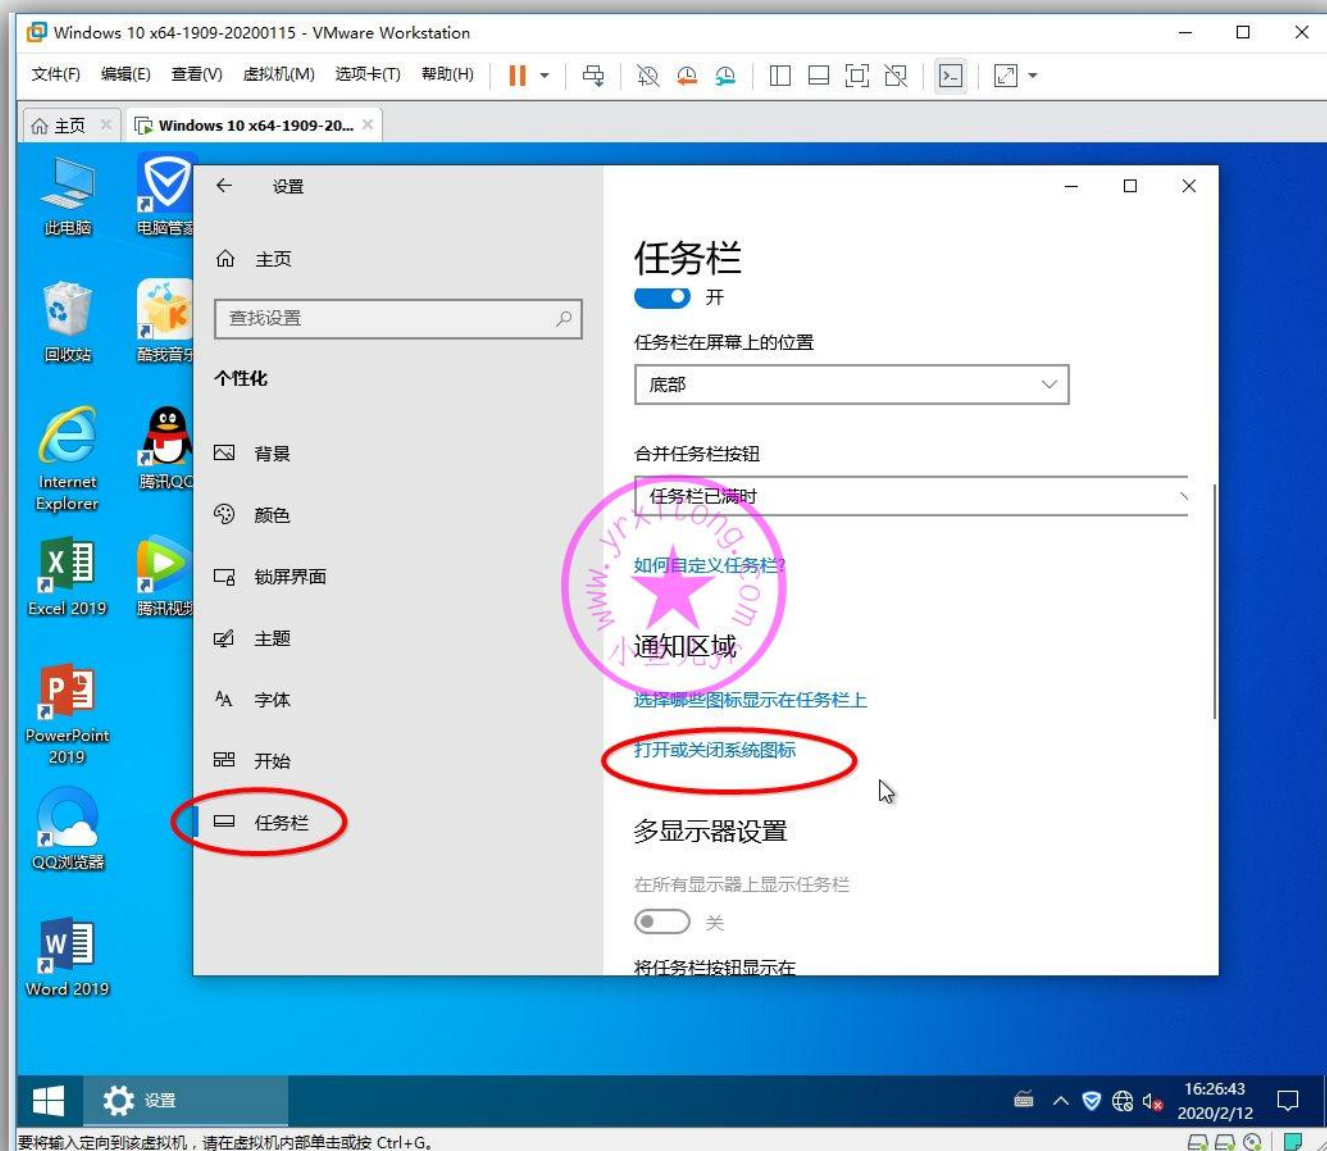 Windows 10 x64-1909-20200115 - VMware Workstation
文件(F) 编辑(E) 查看(V) 虚拟机(M) 选项卡(T) 帮助(H)
主页
Windows 10 x64-1909-20...
此电脑
电脑管家
回收站
酷我音乐
Internet
Explorer
腾讯QQ
Excel 2019
腾讯视频
PowerPoint
2019
QQ浏览器
Word 2019
设置
主页
查找设置
个性化
背景
颜色
锁屏界面
主题
字体
开始
任务栏
任务栏
开
任务栏在屏幕上的位置
底部
合并任务栏按钮
任务栏已满时
如何自定义任务栏?
通知区域
选择哪些图标显示在任务栏上
打开或关闭系统图标
多显示器设置
在所有显示器上显示任务栏
关
将任务栏按钮显示在
www.yrxitong.com
小鱼儿yr
设置
16:26:43
2020/2/12
要将输入定向到该虚拟机，请在虚拟机内部单击或按 Ctrl+G。